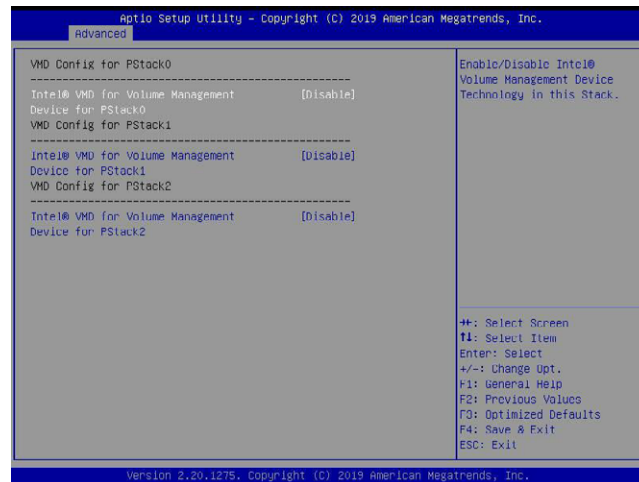 Aptio Setup Utility – Copyright (C) 2019 American Megatrends, Inc.
Advanced
VMD Config for PStack0
--------------------------------------------------
Intel® VMD for Volume Management [Disable]
Device for PStack0
VMD Config for PStack1
--------------------------------------------------
Intel® VMD for Volume Management [Disable]
Device for PStack1
VMD Config for PStack2
--------------------------------------------------
Intel® VMD for Volume Management [Disable]
Device for PStack2
Enable/Disable Intel®
Volume Management Device
Technology in this Stack.
→←: Select Screen
↑↓: Select Item
Enter: Select
+/-: Change Opt.
F1: General Help
F2: Previous Values
F3: Optimized Defaults
F4: Save & Exit
ESC: Exit
Version 2.20.1275. Copyright (C) 2019 American Megatrends, Inc.